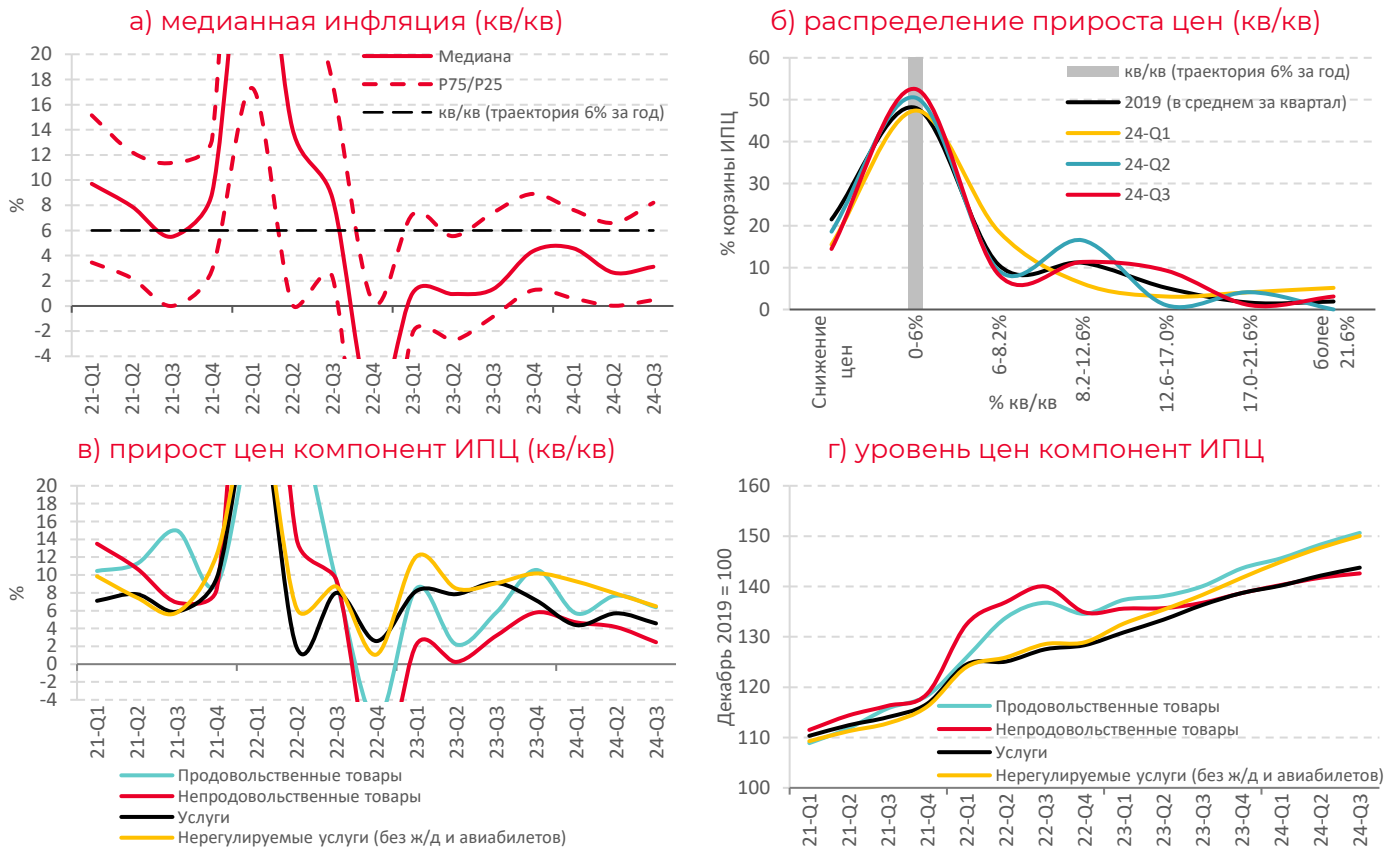 а) медианная инфляция (кв/кв)
20
18
16
14
12
10
8
6
4
2
0
-2
-4
%
Медиана
P75/P25
кв/кв (траектория 6% за год)
21-Q1
21-Q2
21-Q3
21-Q4
22-Q1
22-Q2
22-Q3
22-Q4
23-Q1
23-Q2
23-Q3
23-Q4
24-Q1
24-Q2
24-Q3
б) распределение прироста цен (кв/кв)
60
50
40
30
20
10
0
% корзины ИПЦ
кв/кв (траектория 6% за год)
2019 (в среднем за квартал)
24-Q1
24-Q2
24-Q3
Снижение
цен
0-6%
6-8.2%
8.2-12.6%
12.6-17.0%
17.0-21.6%
более
21.6%
% кв/кв
в) прирост цен компонент ИПЦ (кв/кв)
20
18
16
14
12
10
8
6
4
2
0
-2
-4
%
21-Q1
21-Q2
21-Q3
21-Q4
22-Q1
22-Q2
22-Q3
22-Q4
23-Q1
23-Q2
23-Q3
23-Q4
24-Q1
24-Q2
24-Q3
Продовольственные товары
Непродовольственные товары
Услуги
Нерегулируемые услуги (без ж/д и авиабилетов)
г) уровень цен компонент ИПЦ
160
150
140
130
120
110
100
Декабрь 2019 = 100
Продовольственные товары
Непродовольственные товары
Услуги
Нерегулируемые услуги (без ж/д и авиабилетов)
21-Q1
21-Q2
21-Q3
21-Q4
22-Q1
22-Q2
22-Q3
22-Q4
23-Q1
23-Q2
23-Q3
23-Q4
24-Q1
24-Q2
24-Q3